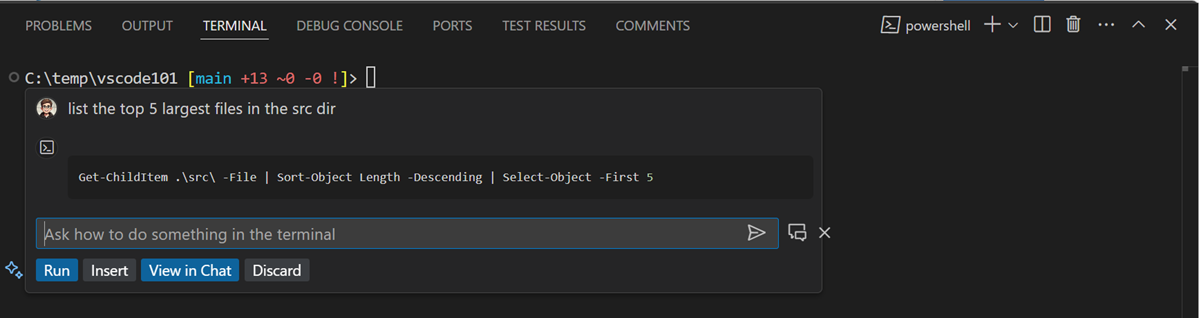 PROBLEMS OUTPUT TERMINAL DEBUG CONSOLE PORTS TEST RESULTS COMMENTS powershell
C:\temp\vscode101 [main +13 ~0 -0 !]>
list the top 5 largest files in the src dir
Get-ChildItem .\src\ -File | Sort-Object Length -Descending | Select-Object -First 5
Ask how to do something in the terminal
Run Insert View in Chat Discard